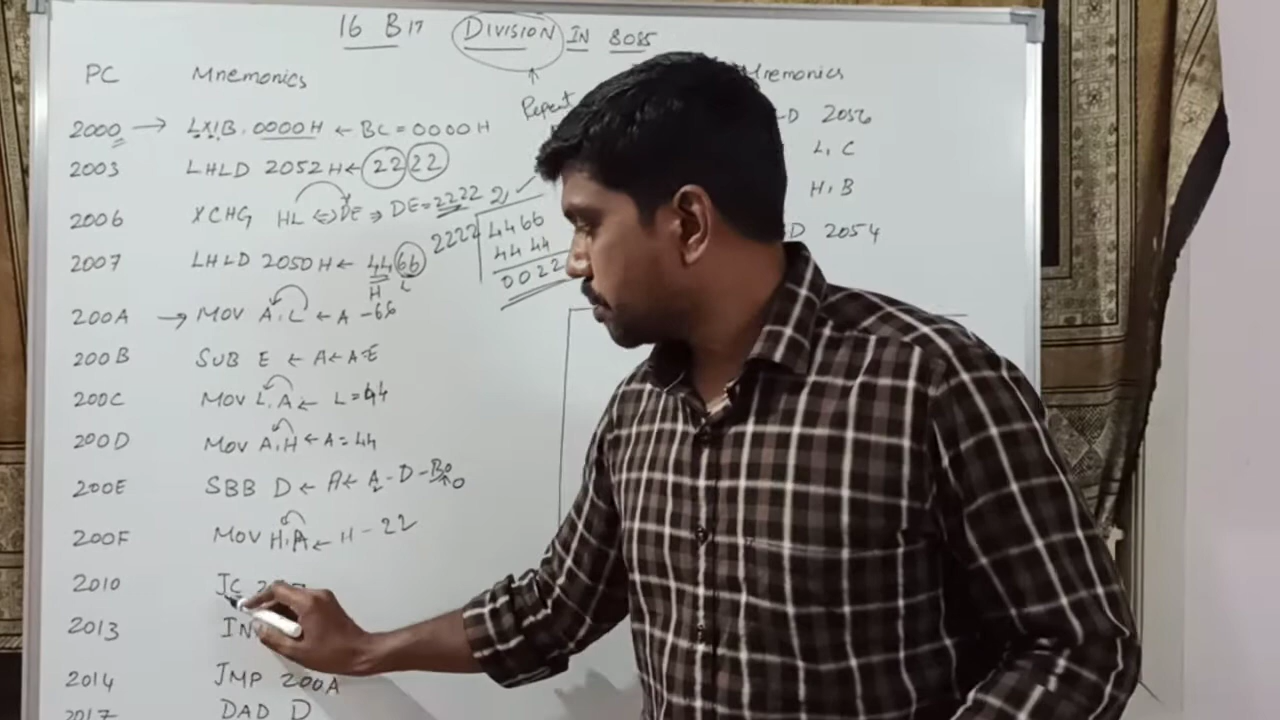 16 BIT DIVISION IN 8085
PC Mnemonics
Repeat
2000 → LXI B, 0000H ← BC = 0000H
2003 LHLD 2052H ← 22 22
2006 XCHG HL ⇔ DE ⇒ DE = 2222
2007 LHLD 2050H ← 44 66
H L
200A → MOV A, L ← A - 66
200B SUB E ← A ← A-E
200C MOV L, A ← L = 44
200D MOV A, H ← A = 44
200E SBB D ← A ← A - D - Bo
0
200F MOV H, A ← H - 22
2010 JC
2013
2014 JMP 200A
2017 DAD D
2
2222 4466
4444
0022
Mnemonics
2056
L, C
H, B
2054